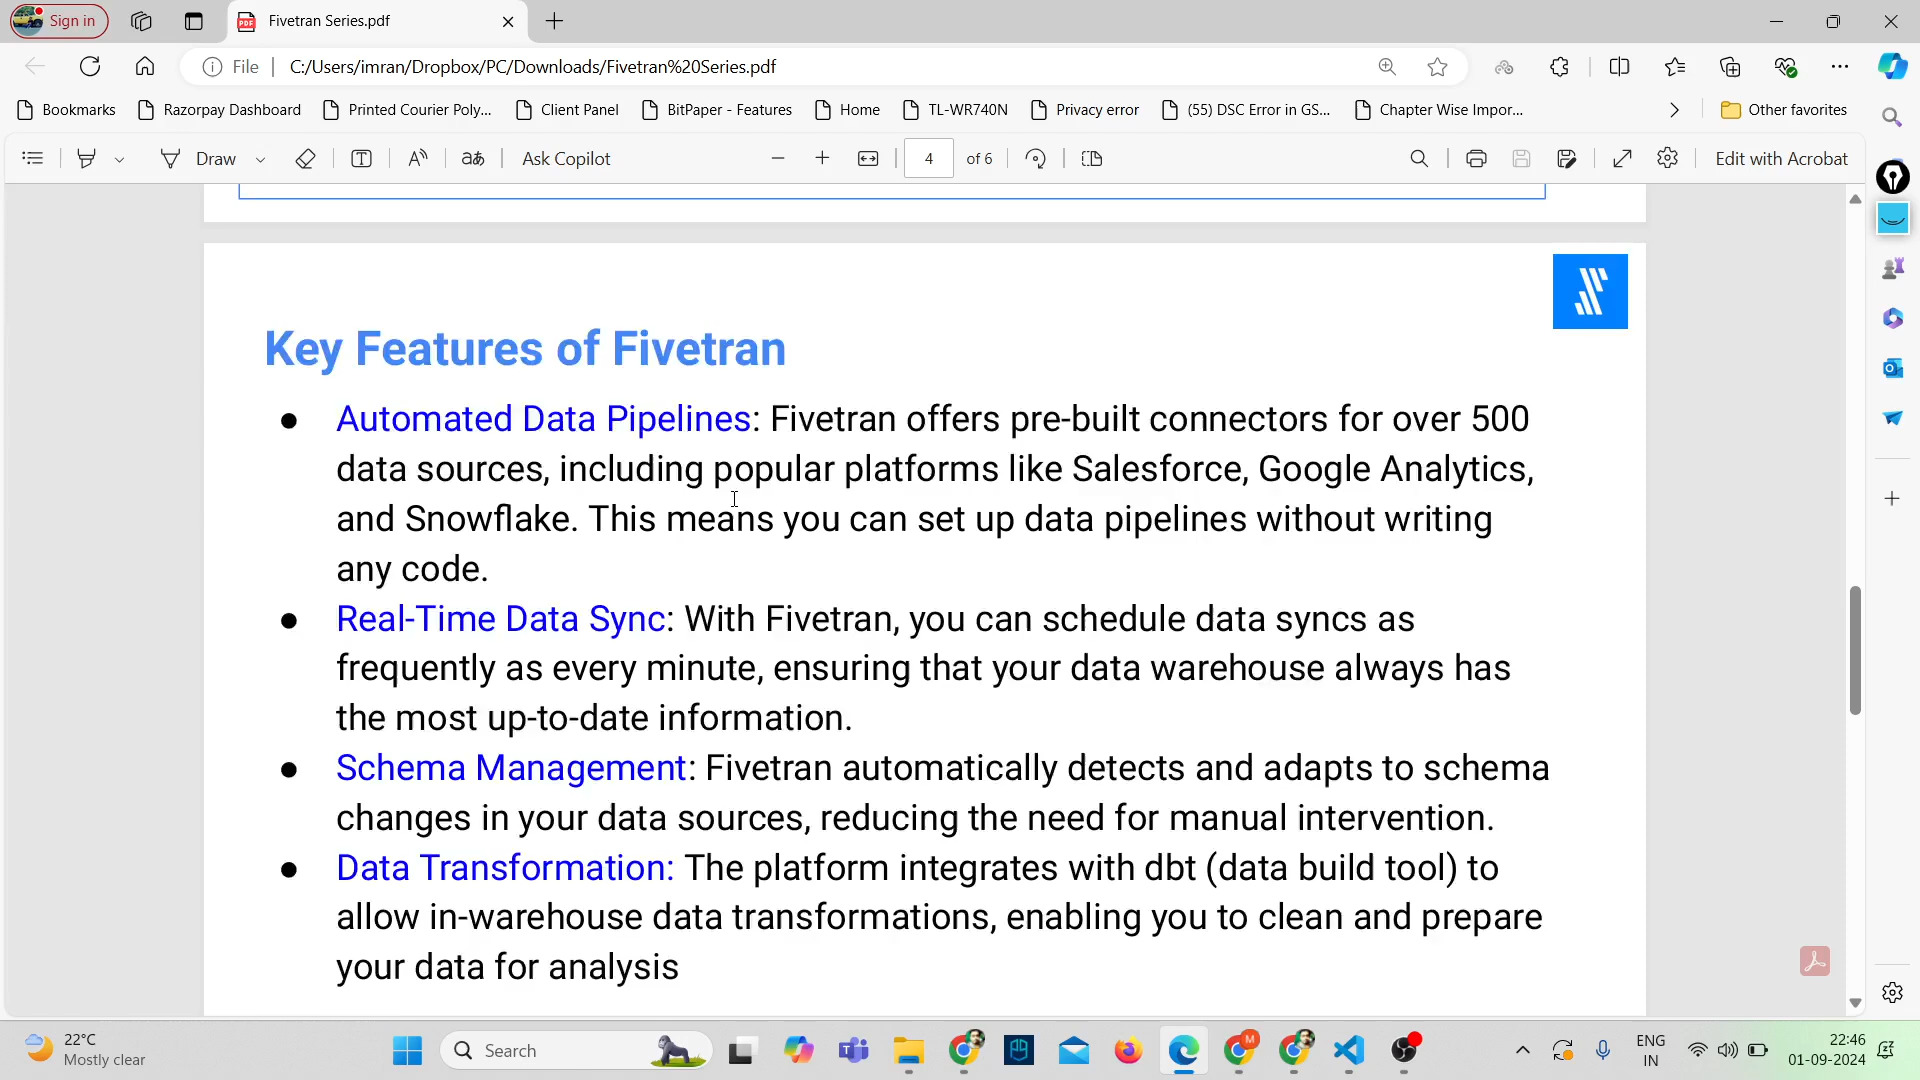 Sign in
Fivetran Series.pdf
File
C:/Users/imran/Dropbox/PC/Downloads/Fivetran%20Series.pdf
Bookmarks
Razorpay Dashboard
Printed Courier Poly...
Client Panel
BitPaper - Features
Home
TL-WR740N
Privacy error
(55) DSC Error in GS...
Chapter Wise Impor...
Other favorites
Draw
Ask Copilot
4 of 6
Edit with Acrobat
Key Features of Fivetran
● Automated Data Pipelines: Fivetran offers pre-built connectors for over 500
data sources, including popular platforms like Salesforce, Google Analytics,
and Snowflake. This means you can set up data pipelines without writing
any code.
● Real-Time Data Sync: With Fivetran, you can schedule data syncs as
frequently as every minute, ensuring that your data warehouse always has
the most up-to-date information.
● Schema Management: Fivetran automatically detects and adapts to schema
changes in your data sources, reducing the need for manual intervention.
● Data Transformation: The platform integrates with dbt (data build tool) to
allow in-warehouse data transformations, enabling you to clean and prepare
your data for analysis
22°C
Mostly clear
Search
ENG
IN
22:46
01-09-2024